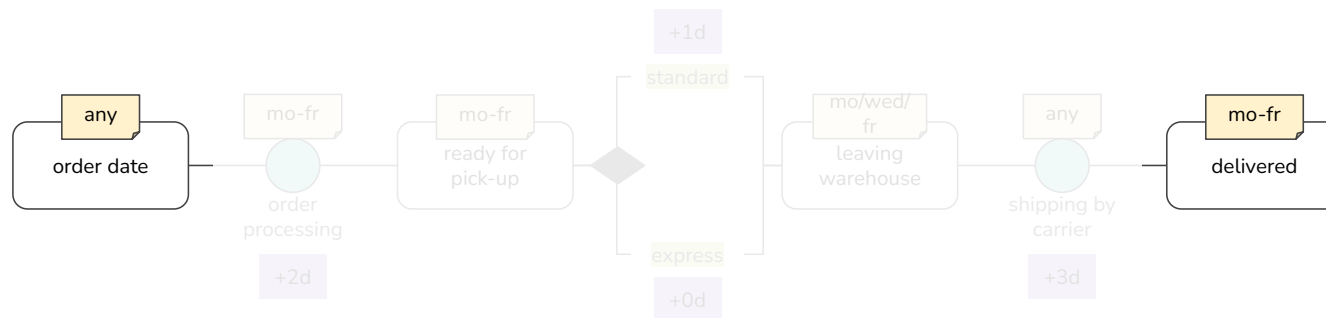 +1d
standard
any
order date
mo-fr
order
processing
+2d
mo-fr
ready for
pick-up
express
+0d
mo/wed/
fr
leaving
warehouse
any
shipping by
carrier
+3d
mo-fr
delivered